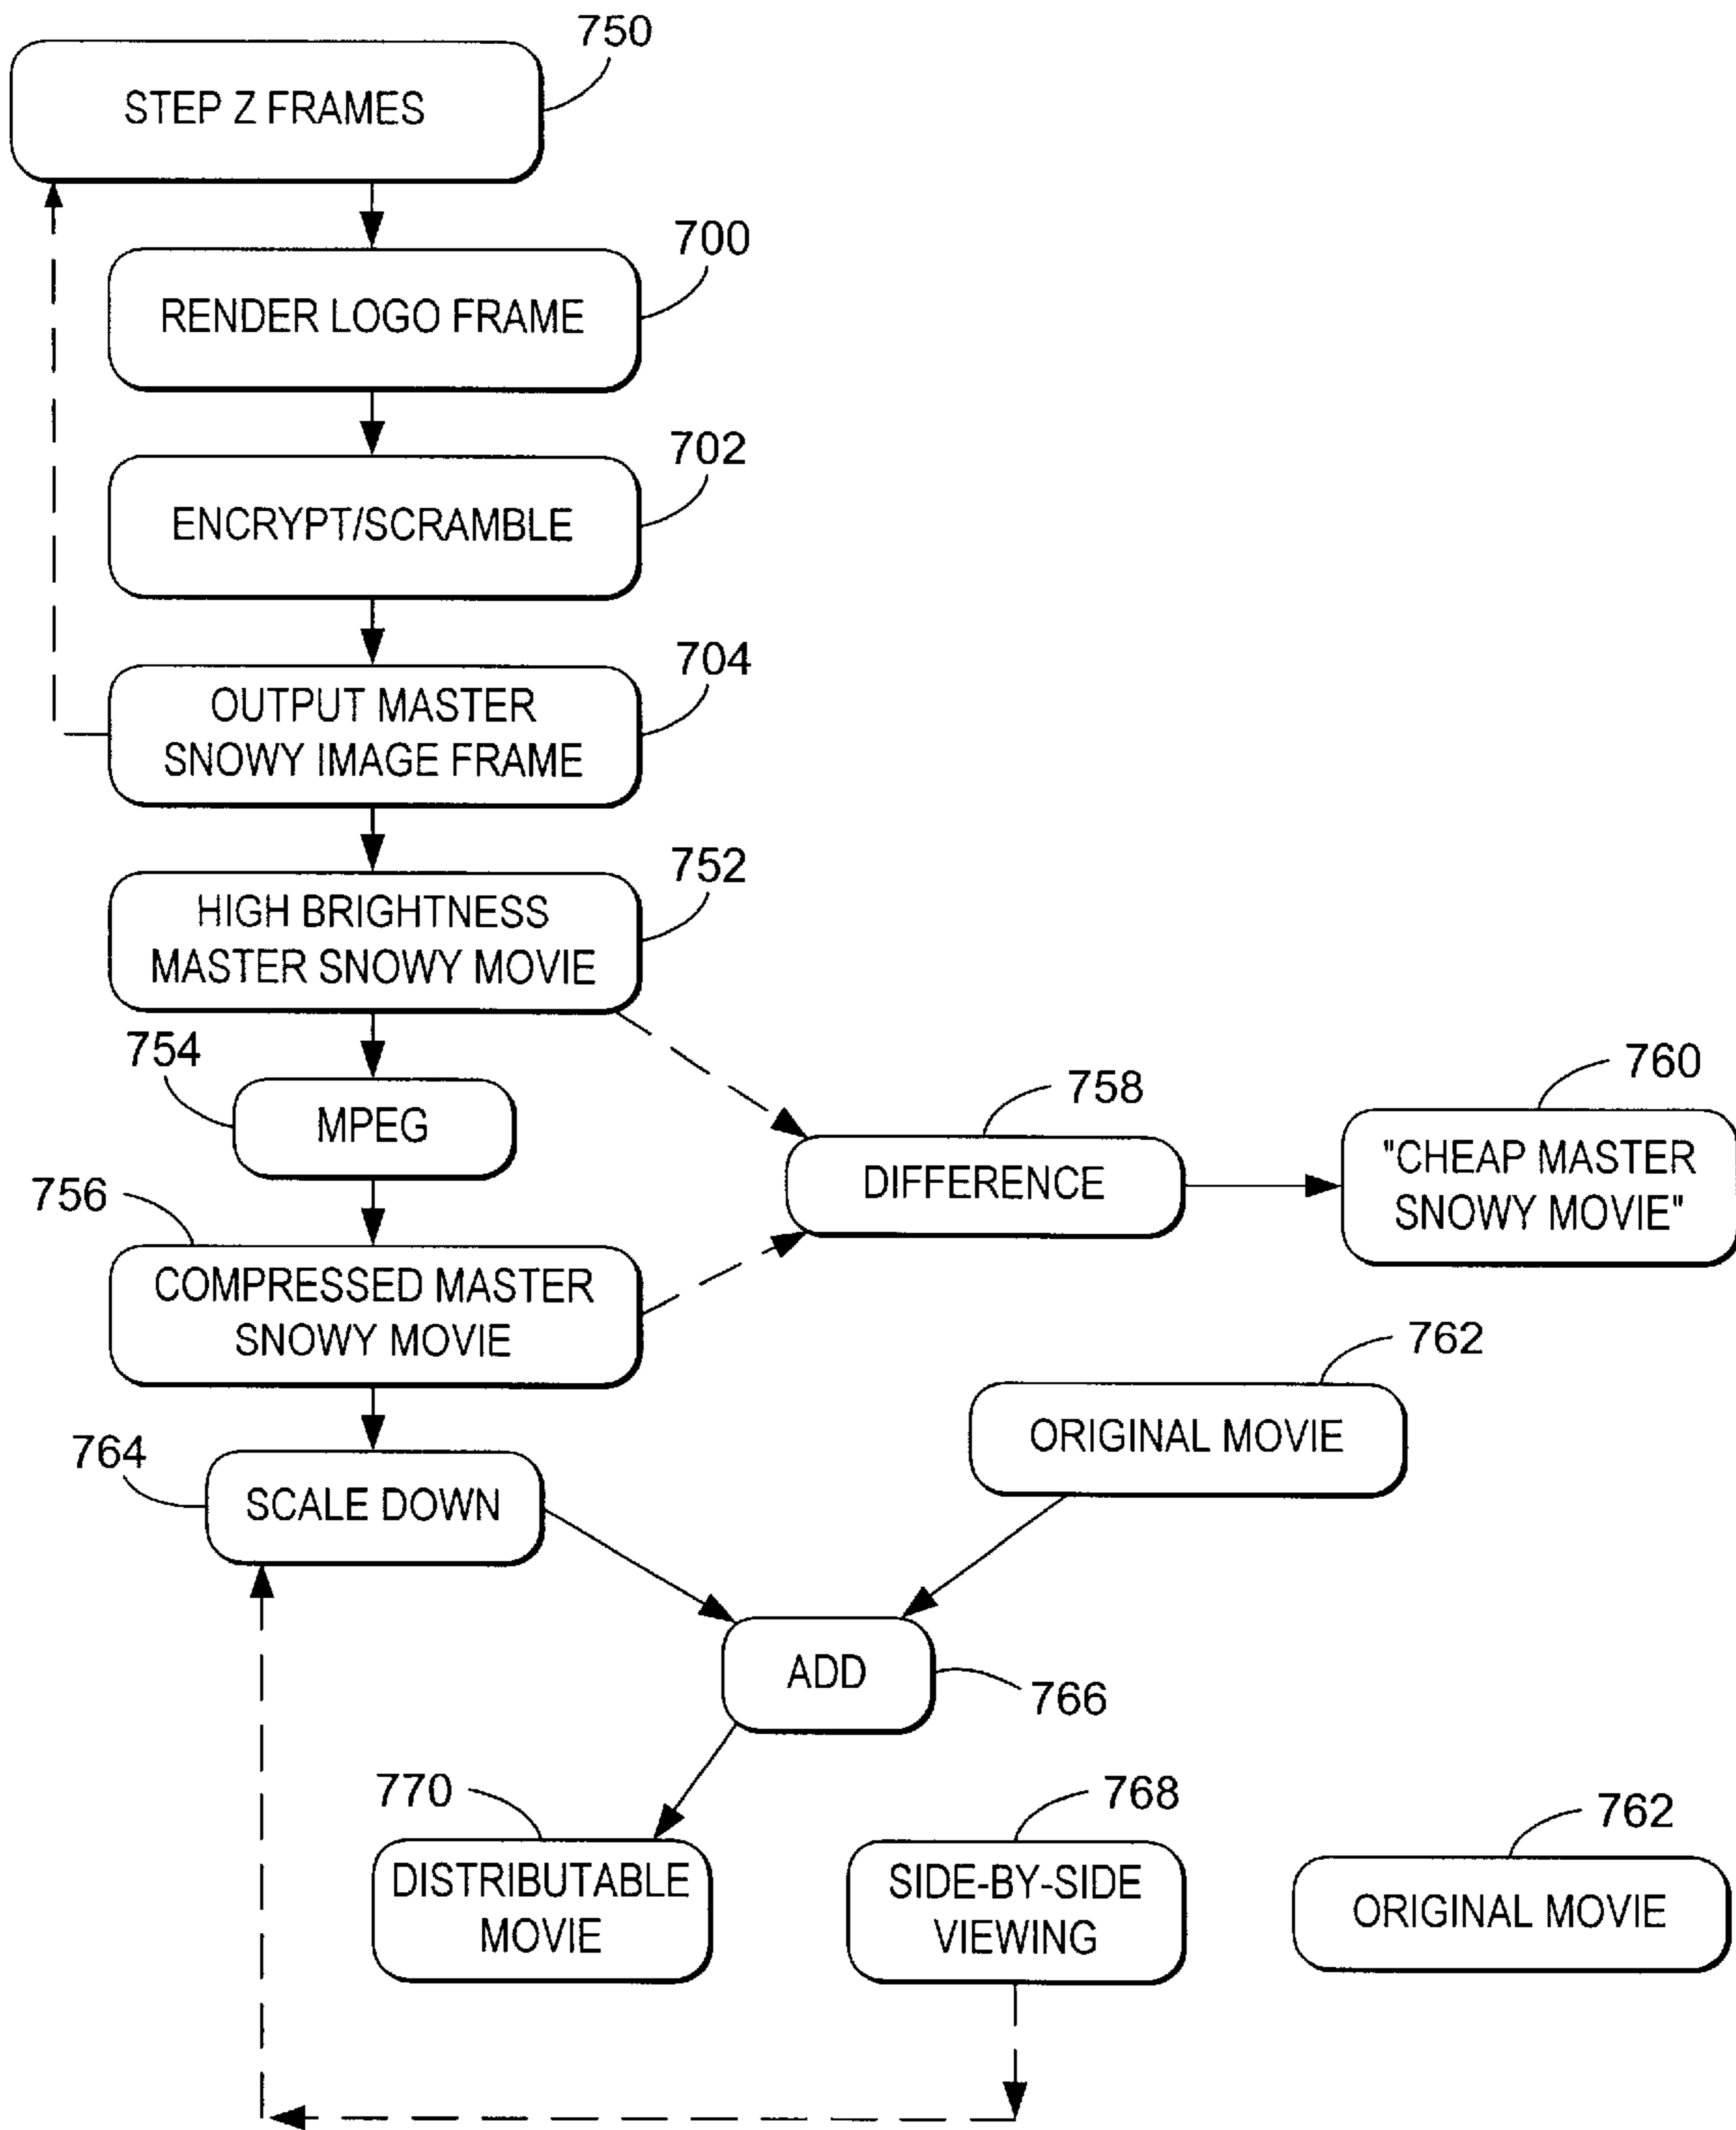 750
STEP Z FRAMES
700
RENDER LOGO FRAME
702
ENCRYPT/SCRAMBLE
704
OUTPUT MASTER
SNOWY IMAGE FRAME
752
HIGH BRIGHTNESS
MASTER SNOWY MOVIE
754
MPEG
758
DIFFERENCE
760
"CHEAP MASTER
SNOWY MOVIE"
756
COMPRESSED MASTER
SNOWY MOVIE
762
ORIGINAL MOVIE
764
SCALE DOWN
ADD
766
770
DISTRIBUTABLE
MOVIE
768
SIDE-BY-SIDE
VIEWING
762
ORIGINAL MOVIE